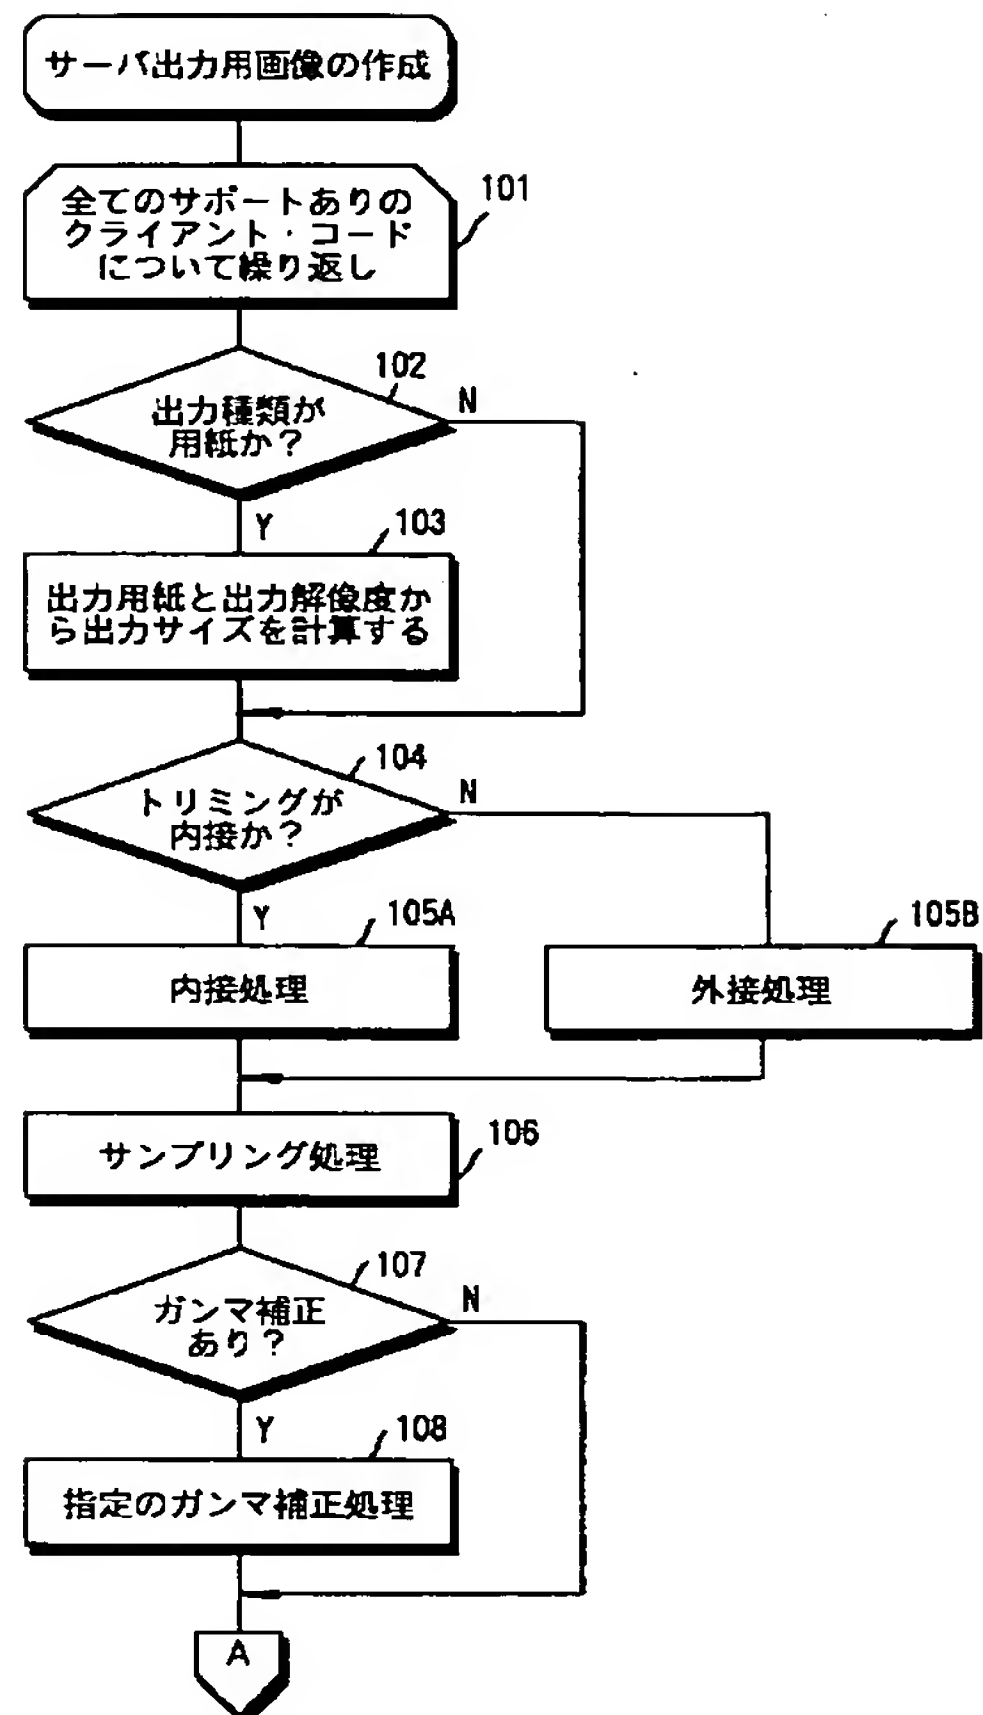 サーバ出力用画像の作成
101
全てのサポートありの
クライアント・コード
について繰り返し
102
出力種類が
用紙か?
N
Y
103
出力用紙と出力解像度か
ら出力サイズを計算する
104
トリミングが
内接か?
N
Y
105A
内接処理
105B
外接処理
サンプリング処理
106
107
ガンマ補正
あり?
N
Y
108
指定のガンマ補正処理
A